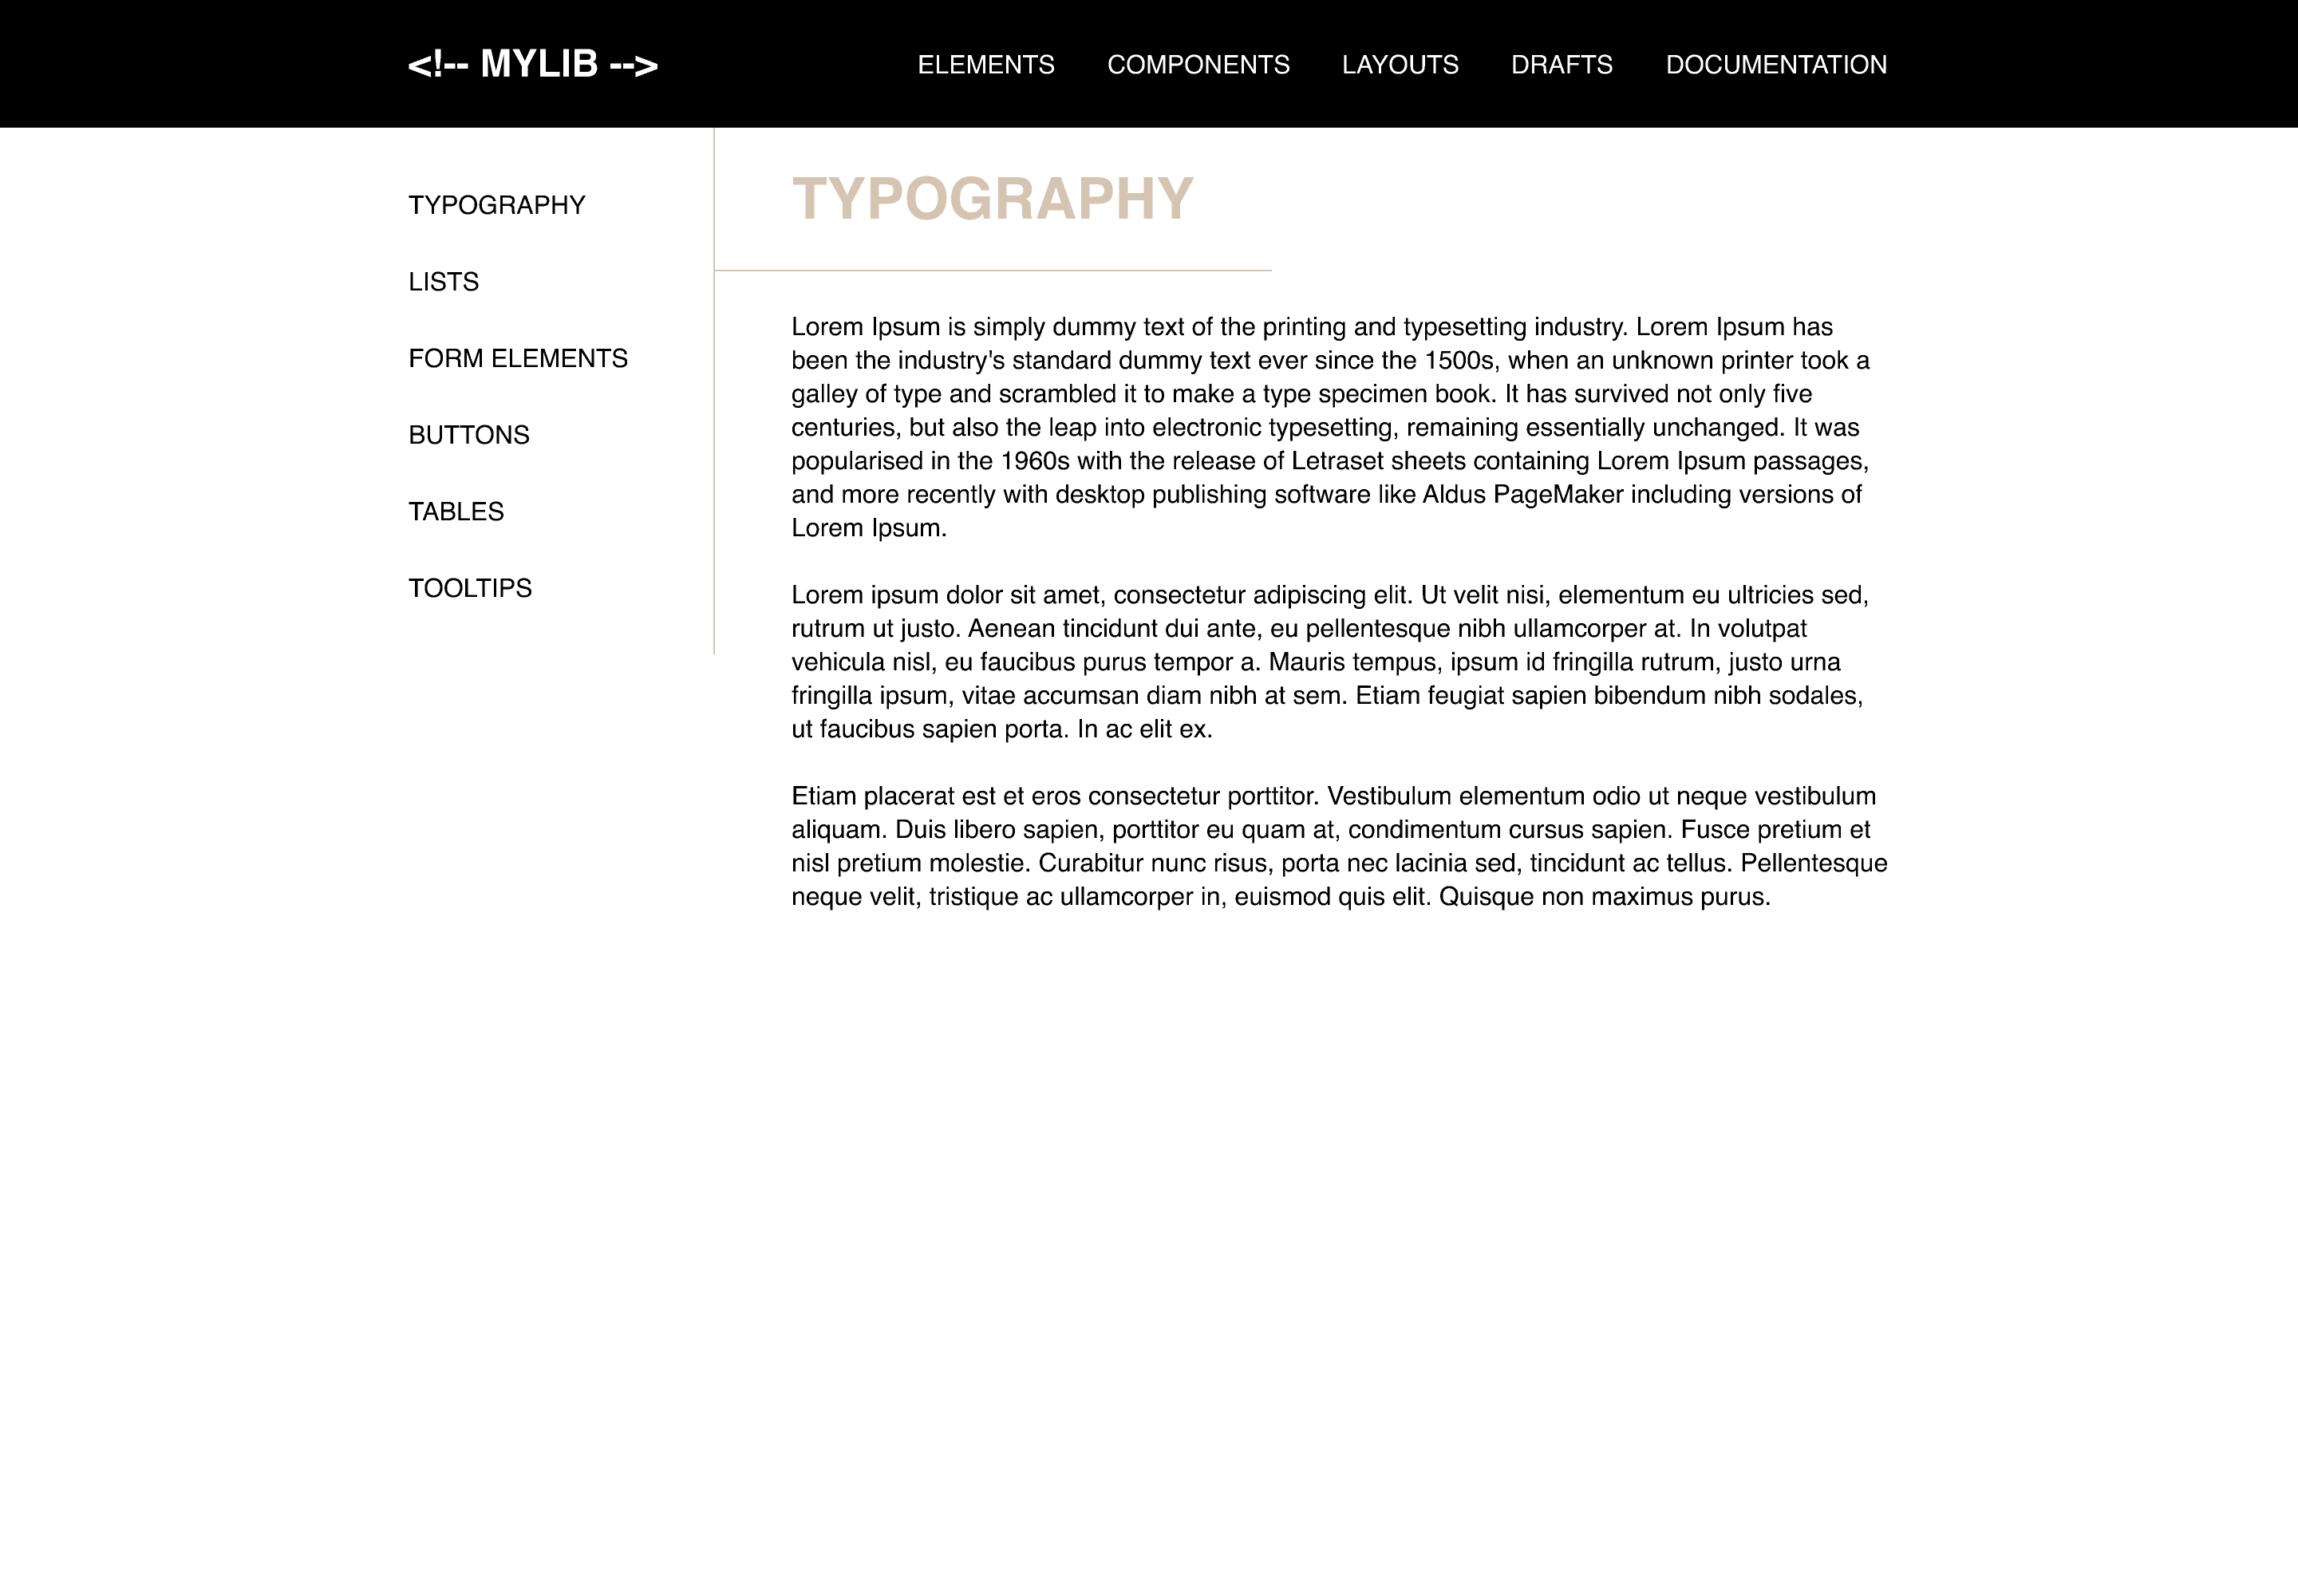 <!-- MYLIB -->
ELEMENTS COMPONENTS LAYOUTS DRAFTS DOCUMENTATION
TYPOGRAPHY
LISTS
FORM ELEMENTS
BUTTONS
TABLES
TOOLTIPS
TYPOGRAPHY
Lorem Ipsum is simply dummy text of the printing and typesetting industry. Lorem Ipsum has
been the industry's standard dummy text ever since the 1500s, when an unknown printer took a
galley of type and scrambled it to make a type specimen book. It has survived not only five
centuries, but also the leap into electronic typesetting, remaining essentially unchanged. It was
popularised in the 1960s with the release of Letraset sheets containing Lorem Ipsum passages,
and more recently with desktop publishing software like Aldus PageMaker including versions of
Lorem Ipsum.
Lorem ipsum dolor sit amet, consectetur adipiscing elit. Ut velit nisi, elementum eu ultricies sed,
rutrum ut justo. Aenean tincidunt dui ante, eu pellentesque nibh ullamcorper at. In volutpat
vehicula nisl, eu faucibus purus tempor a. Mauris tempus, ipsum id fringilla rutrum, justo urna
fringilla ipsum, vitae accumsan diam nibh at sem. Etiam feugiat sapien bibendum nibh sodales,
ut faucibus sapien porta. In ac elit ex.
Etiam placerat est et eros consectetur porttitor. Vestibulum elementum odio ut neque vestibulum
aliquam. Duis libero sapien, porttitor eu quam at, condimentum cursus sapien. Fusce pretium et
nisl pretium molestie. Curabitur nunc risus, porta nec lacinia sed, tincidunt ac tellus. Pellentesque
neque velit, tristique ac ullamcorper in, euismod quis elit. Quisque non maximus purus.